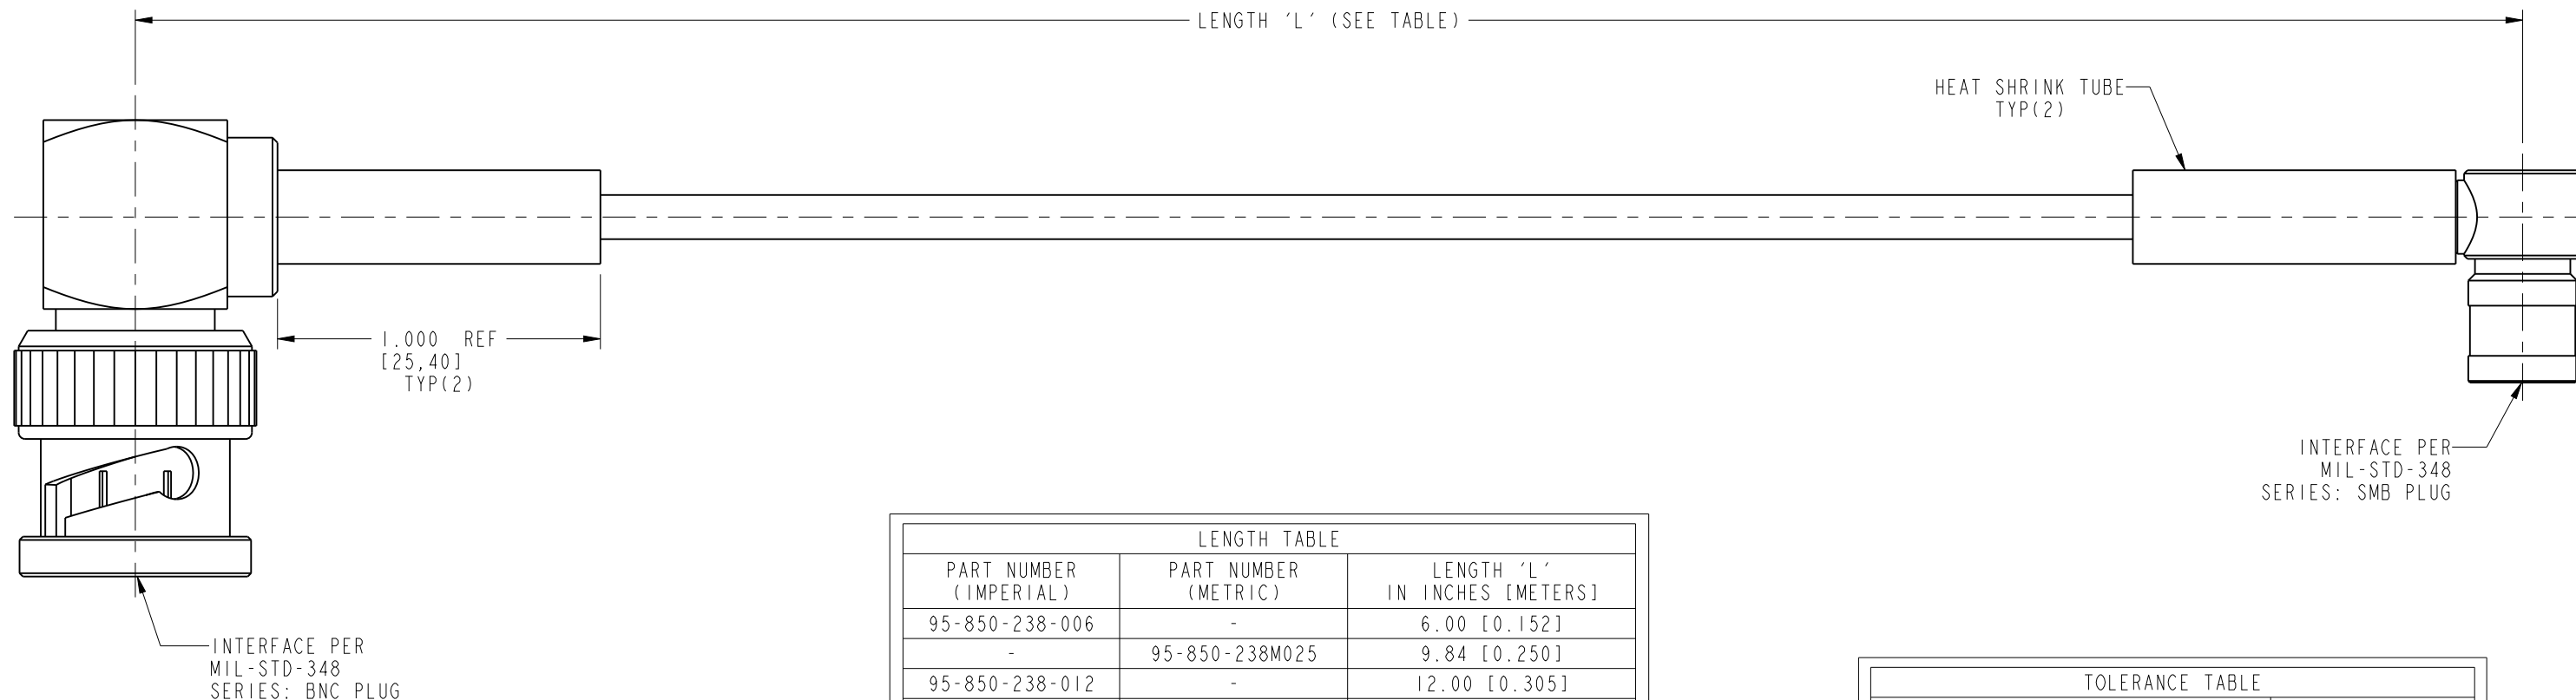 LENGTH 'L' (SEE TABLE)
HEAT SHRINK TUBE
TYP(2)
1.000 REF
[25,40]
TYP(2)
INTERFACE PER
MIL-STD-348
SERIES: SMB PLUG
INTERFACE PER
MIL-STD-348
SERIES: BNC PLUG
LENGTH TABLE
PART NUMBER (IMPERIAL) PART NUMBER (METRIC) LENGTH 'L' IN INCHES [METERS]
95-850-238-006 - 6.00 [0.152]
- 95-850-238M025 9.84 [0.250]
95-850-238-012 - 12.00 [0.305]
TOLERANCE TABLE